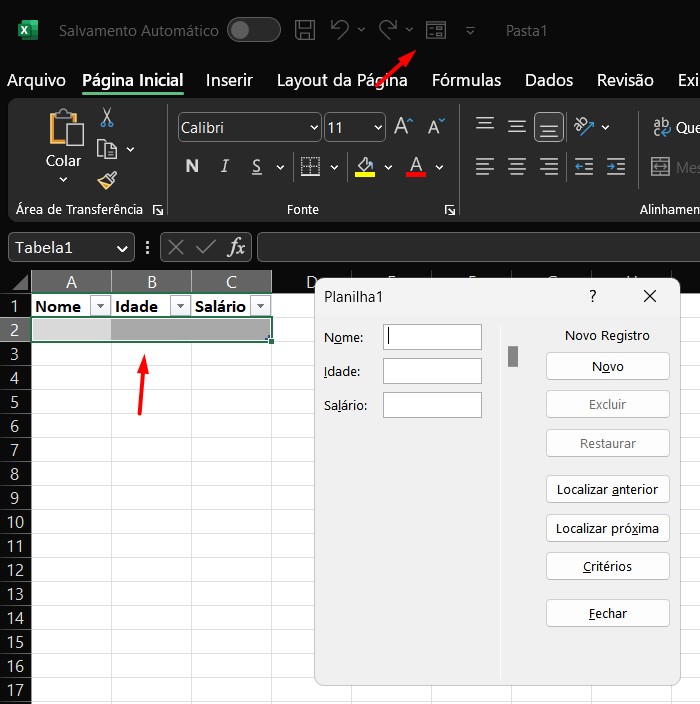 Salvamento Automático Pasta1
Arquivo Página Inicial Inserir Layout da Página Fórmulas Dados Revisão Exi
Colar
Calibri 11
N I S A
ab Que
Mes
Área de Transferência Fonte Alinhamen
Tabela1 fx
A B C D
1 Nome Idade Salário
2
3
4
5
6
7
8
9
10
11
12
13
14
15
16
17
Planilha1 ?
Nome:
Idade:
Salário:
Novo Registro
Novo
Excluir
Restaurar
Localizar anterior
Localizar próxima
Critérios
Fechar